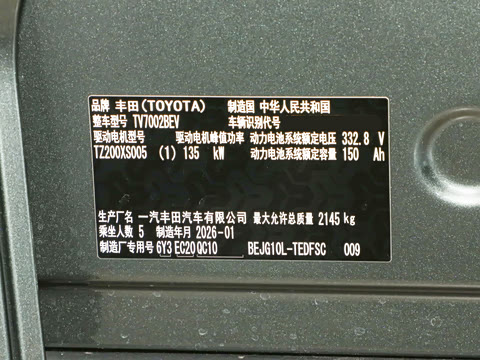 品牌 丰田(TOYOTA) 制造国 中华人民共和国
整车型号 TV7002BEV 车辆识别代号
驱动电机型号 驱动电机峰值功率 动力电池系统额定电压 332.8 V
TZ200XS005 (1) 135 kW 动力电池系统额定容量 150 Ah
生产厂名 一汽丰田汽车有限公司 最大允许总质量 2145 kg
乘坐人数 5 制造年月 2026-01
制造厂专用号 6Y3 EC20 QC10 BEJG10L-TEDFSC 009